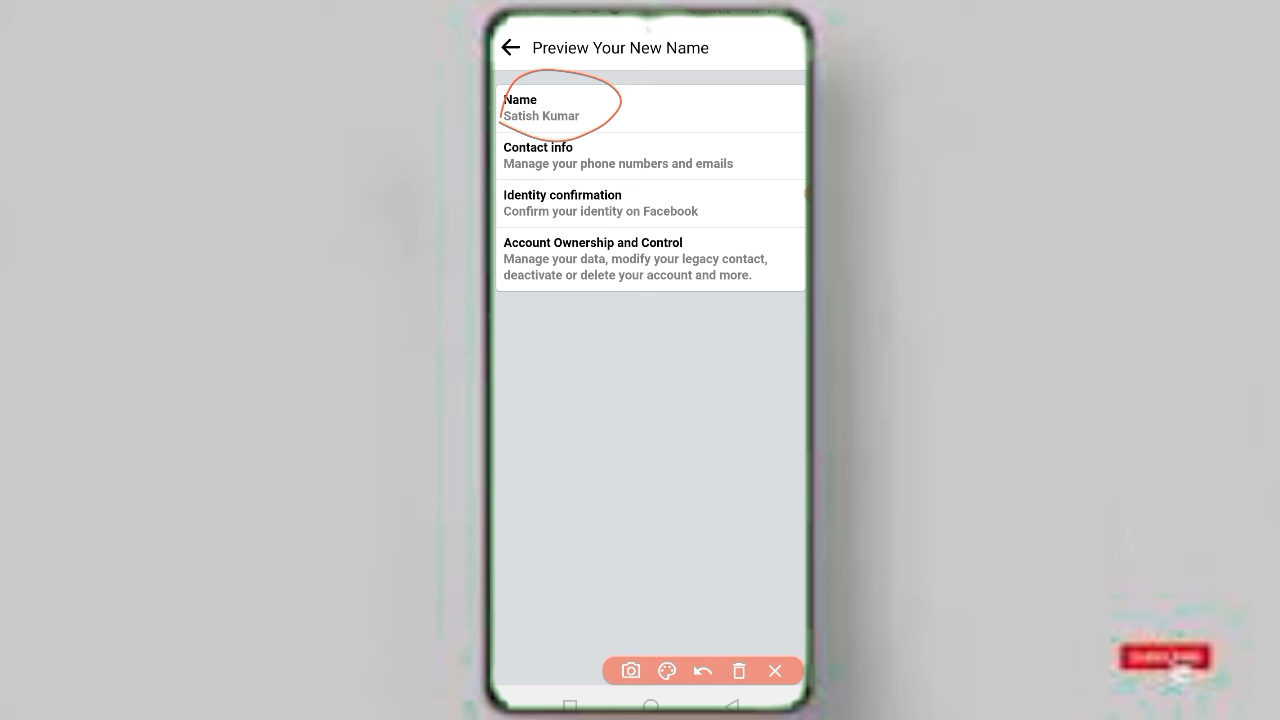 Preview Your New Name
Name
Satish Kumar
Contact info
Manage your phone numbers and emails
Identity confirmation
Confirm your identity on Facebook
Account Ownership and Control
Manage your data, modify your legacy contact,
deactivate or delete your account and more.